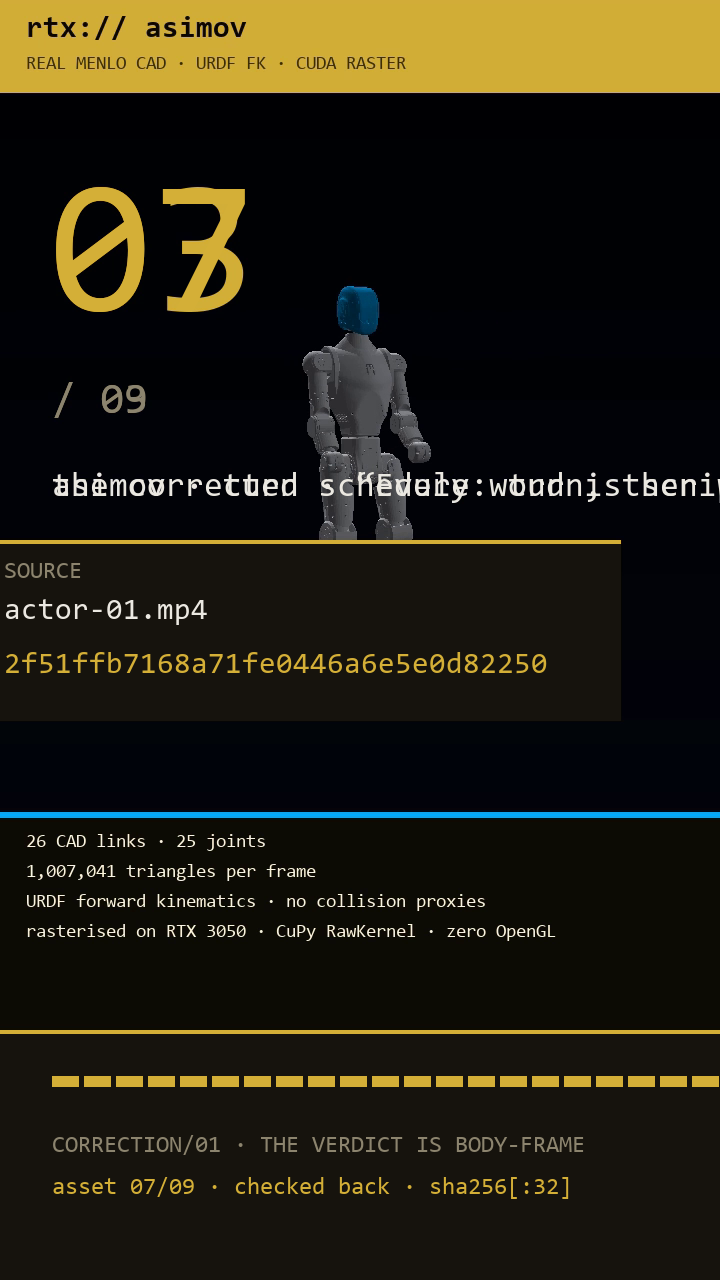 rtx:// asimov
REAL MENLO CAD · URDF FK · CUDA RASTER
/ 09
SOURCE
actor-01.mp4
2f51ffb7168a71fe0446a6e5e0d82250
26 CAD links · 25 joints
1,007,041 triangles per frame
URDF forward kinematics · no collision proxies
rasterised on RTX 3050 · CuPy RawKernel · zero OpenGL
CORRECTION/01 · THE VERDICT IS BODY-FRAME
asset 07/09 · checked back · sha256[:32]